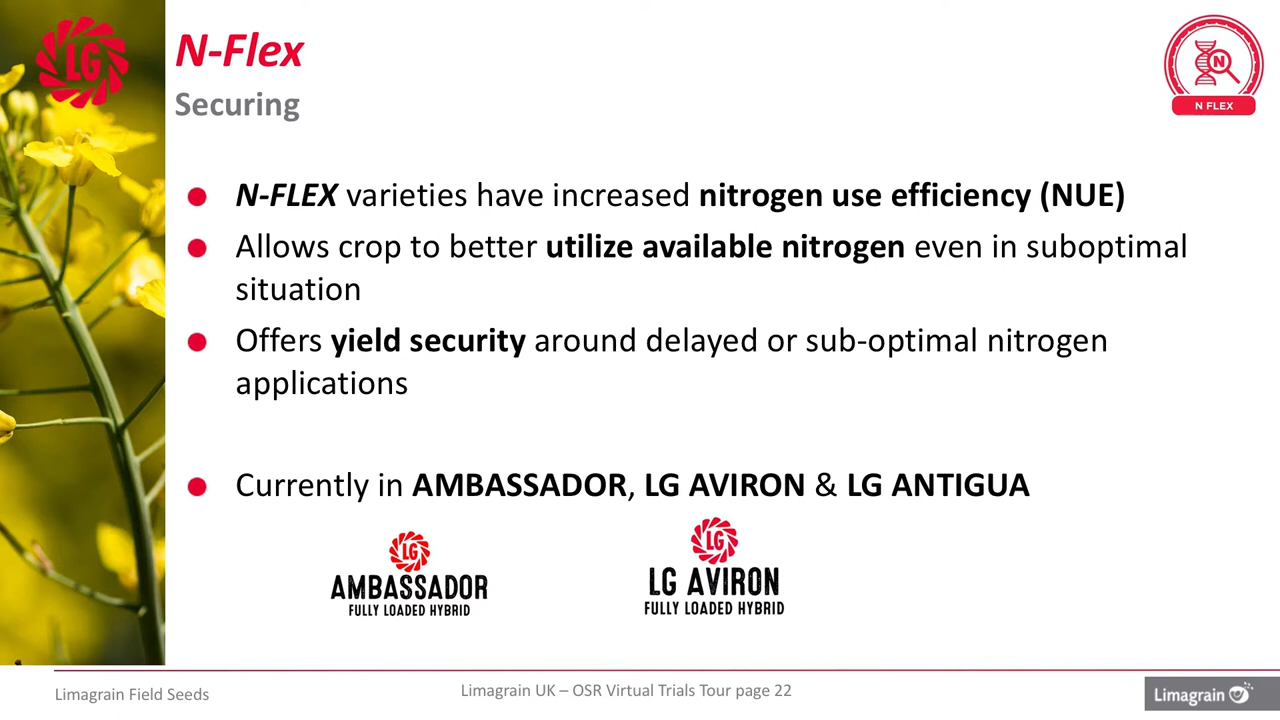 LG
N-Flex
Securing
N
N FLEX
N-FLEX varieties have increased nitrogen use efficiency (NUE)
Allows crop to better utilize available nitrogen even in suboptimal
situation
Offers yield security around delayed or sub-optimal nitrogen
applications
Currently in AMBASSADOR, LG AVIRON & LG ANTIGUA
LG
AMBASSADOR
FULLY LOADED HYBRID
LG
LG AVIRON
FULLY LOADED HYBRID
Limagrain Field Seeds
Limagrain UK – OSR Virtual Trials Tour page 22
Limagrain